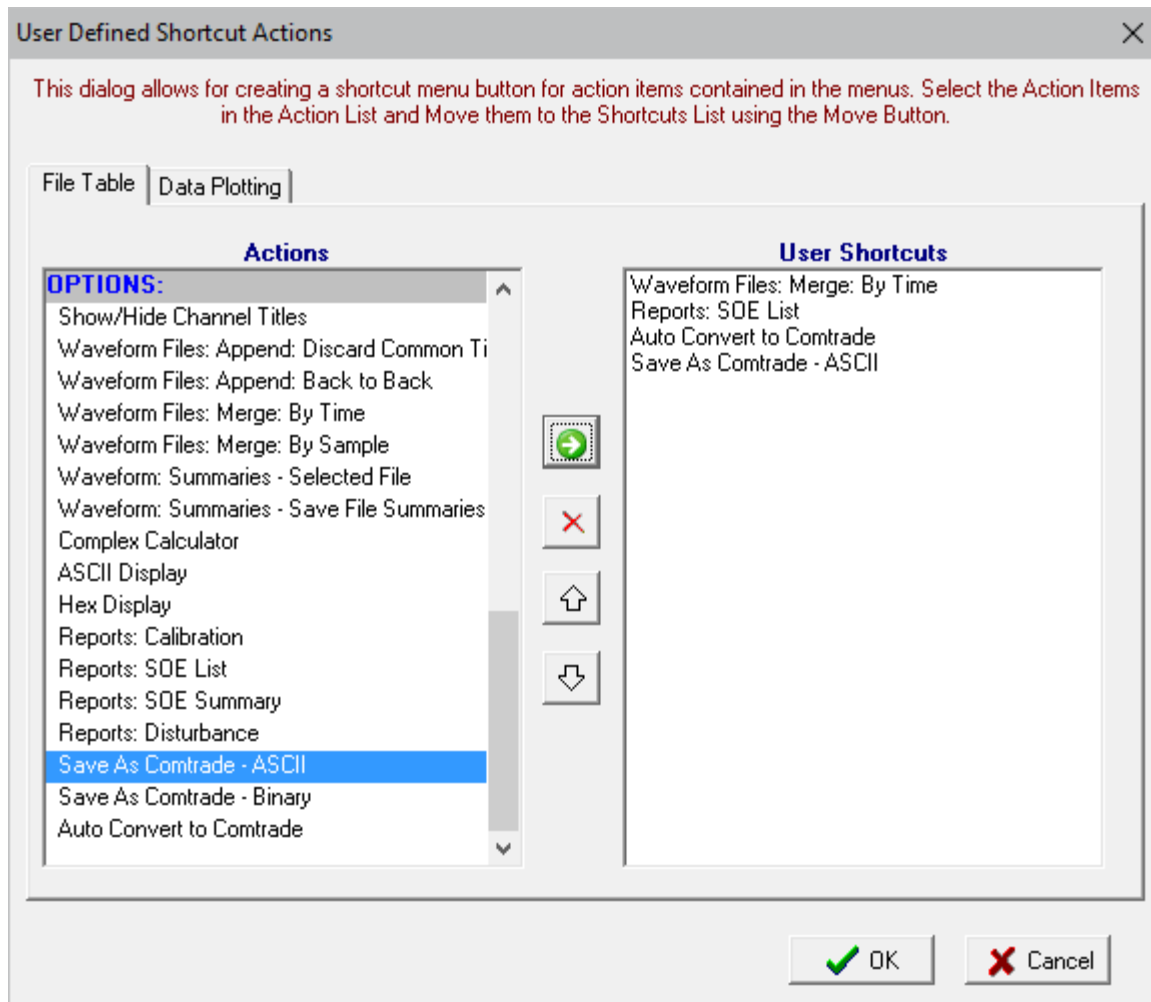 User Defined Shortcut Actions
This dialog allows for creating a shortcut menu button for action items contained in the menus. Select the Action Items
in the Action List and Move them to the Shortcuts List using the Move Button.
File Table
Data Plotting
Actions
OPTIONS:
Show/Hide Channel Titles
Waveform Files: Append: Discard Common Ti
Waveform Files: Append: Back to Back
Waveform Files: Merge: By Time
Waveform Files: Merge: By Sample
Waveform: Summaries - Selected File
Waveform: Summaries - Save File Summaries
Complex Calculator
ASCII Display
Hex Display
Reports: Calibration
Reports: SOE List
Reports: SOE Summary
Reports: Disturbance
Save As Comtrade - ASCII
Save As Comtrade - Binary
Auto Convert to Comtrade
User Shortcuts
Waveform Files: Merge: By Time
Reports: SOE List
Auto Convert to Comtrade
Save As Comtrade - ASCII
OK
Cancel